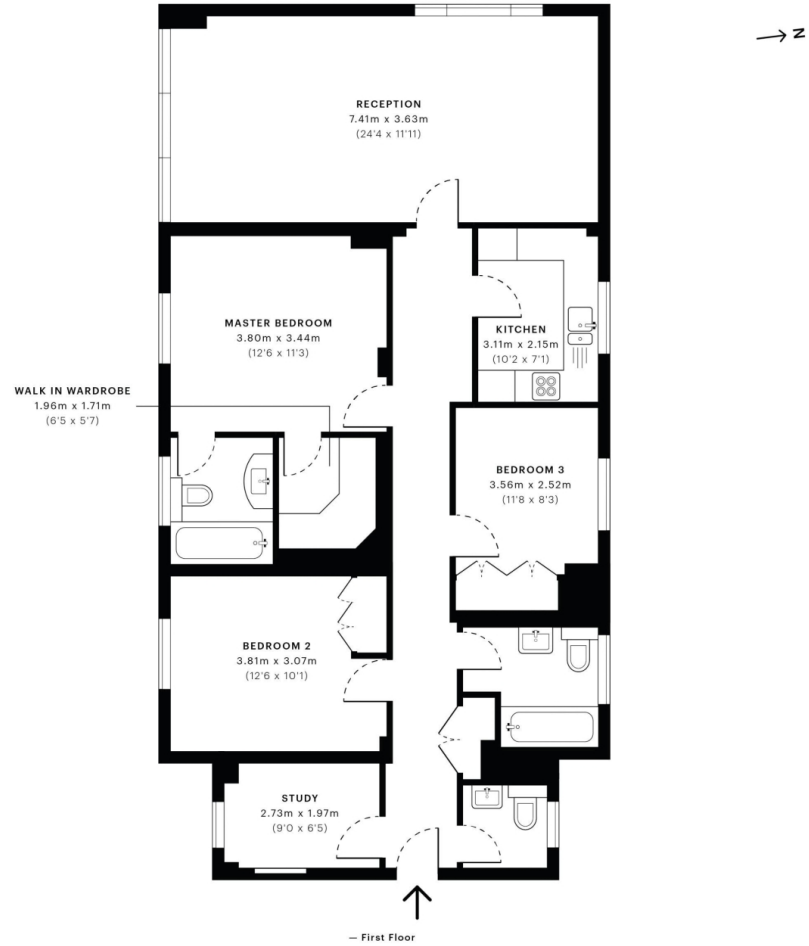 N
RECEPTION
7.41m x 3.63m
(24'4 x 11'11)
MASTER BEDROOM
3.80m x 3.44m
(12'6 x 11'3)
KITCHEN
3.11m x 2.15m
(10'2 x 7'1)
WALK IN WARDROBE
1.96m x 1.71m
(6'5 x 5'7)
BEDROOM 3
3.56m x 2.52m
(11'8 x 8'3)
BEDROOM 2
3.81m x 3.07m
(12'6 x 10'1)
STUDY
2.73m x 1.97m
(9'0 x 6'5)
— First Floor